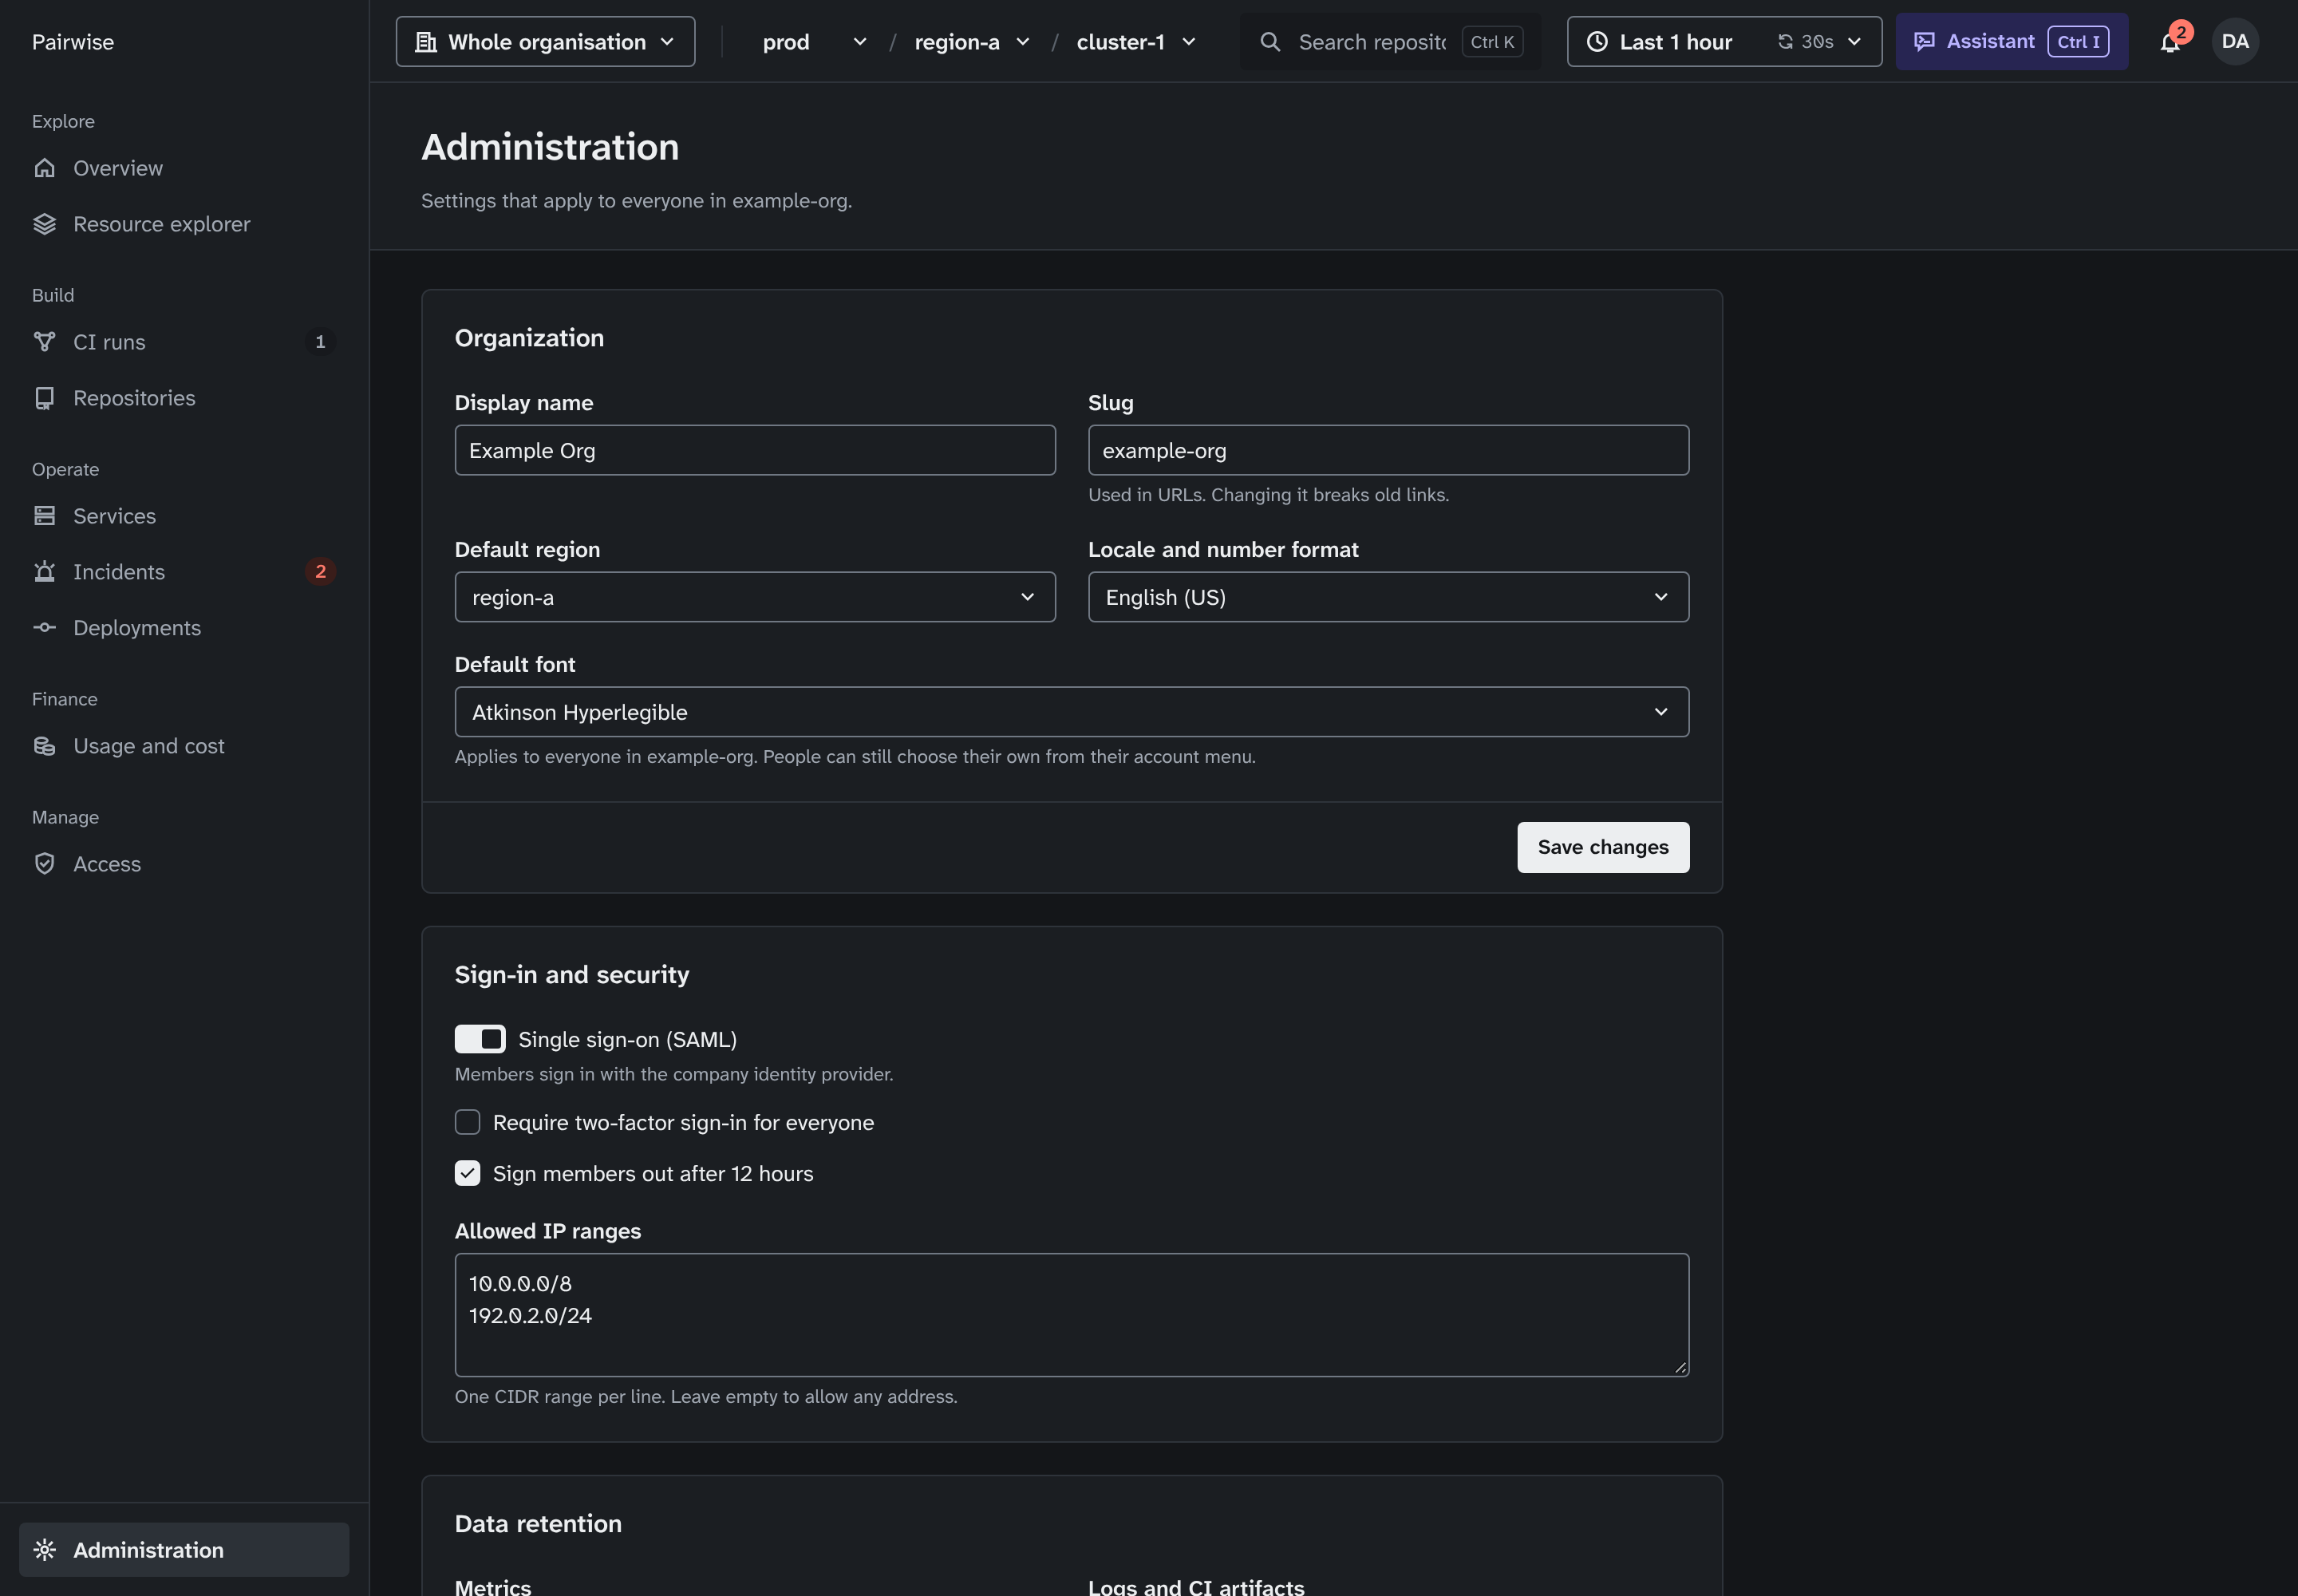 Pairwise
Explore
Overview
Resource explorer
Build
CI runs
1
Repositories
Operate
Services
Incidents
2
Deployments
Finance
Usage and cost
Manage
Access
Administration
Whole organisation
prod / region-a / cluster-1
Search reposit
Ctrl K
Last 1 hour
30s
Assistant
Ctrl I
2
DA
Administration
Settings that apply to everyone in example-org.
Organization
Display name
Example Org
Slug
example-org
Used in URLs. Changing it breaks old links.
Default region
region-a
Locale and number format
English (US)
Default font
Atkinson Hyperlegible
Applies to everyone in example-org. People can still choose their own from their account menu.
Save changes
Sign-in and security
Single sign-on (SAML)
Members sign in with the company identity provider.
Require two-factor sign-in for everyone
Sign members out after 12 hours
Allowed IP ranges
10.0.0.0/8
192.0.2.0/24
One CIDR range per line. Leave empty to allow any address.
Data retention
Metrics
Logs and CI artifacts